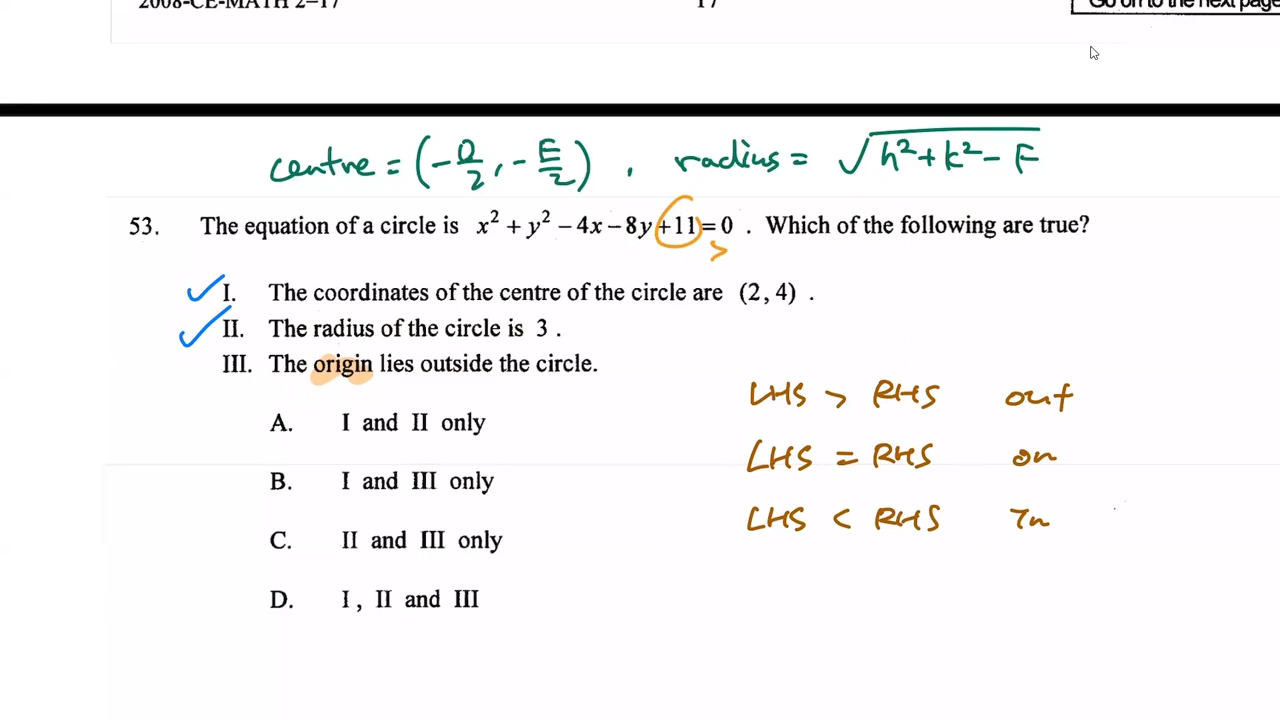 2008-CE-MATH 2–17 17 Go on to the next page
centre = (-D/2, -E/2) , radius = √(h² + k² - F)
53. The equation of a circle is x² + y² − 4x − 8y + 11 = 0 . Which of the following are true?
>
✓ I. The coordinates of the centre of the circle are (2, 4) .
✓ II. The radius of the circle is 3 .
III. The origin lies outside the circle.
LHS > RHS out
A. I and II only
LHS = RHS on
B. I and III only
LHS < RHS In
C. II and III only
D. I , II and III